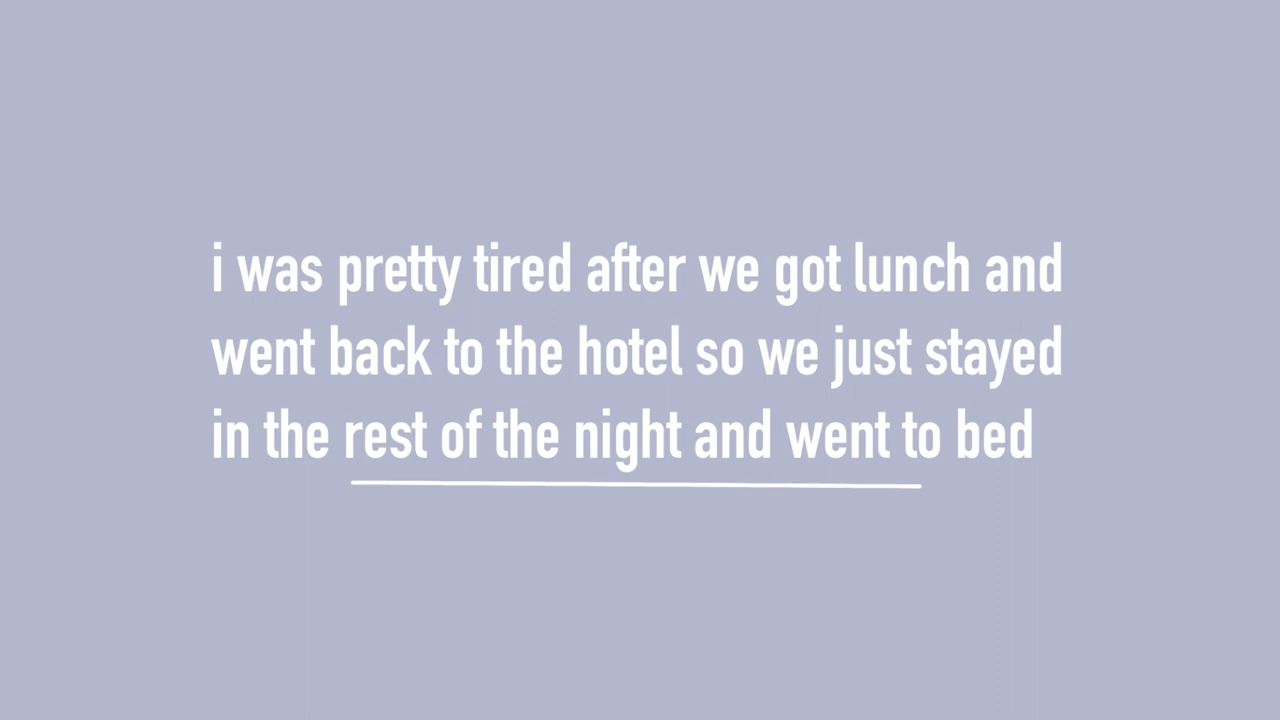 i was pretty tired after we got lunch and
went back to the hotel so we just stayed
in the rest of the night and went to bed